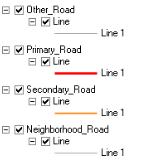 Other_Road
Line
Line 1
Primary_Road
Line
Line 1
Secondary_Road
Line
Line 1
Neighborhood_Road
Line
Line 1